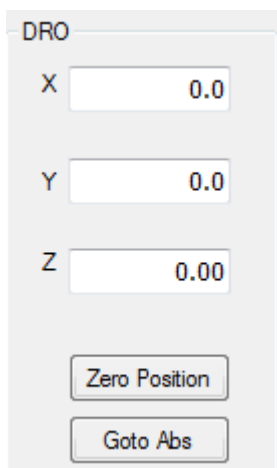 DRO
X 0.0
Y 0.0
Z 0.00
Zero Position
Goto Abs